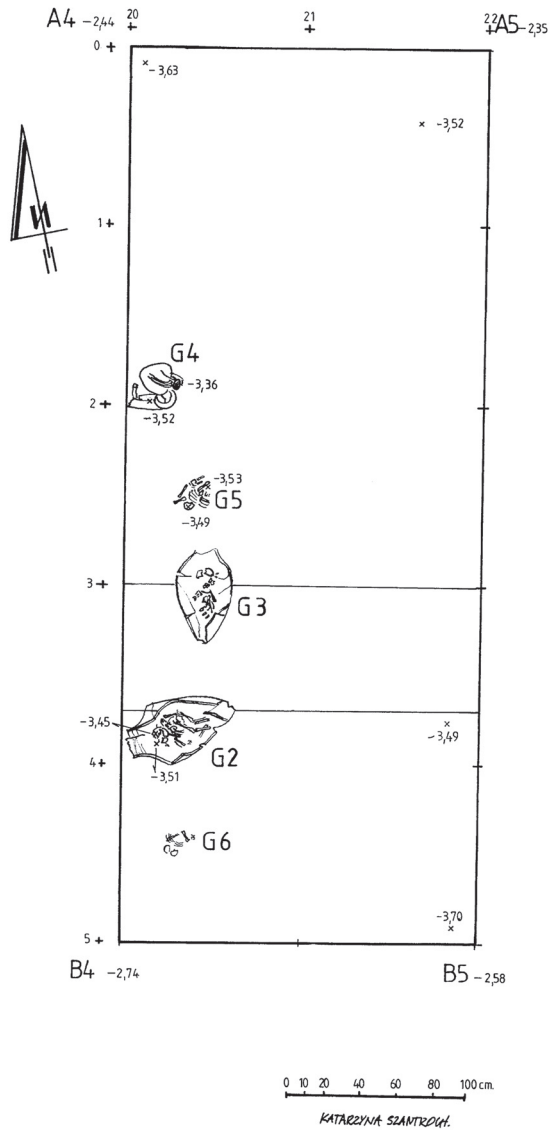 A4 -2,44 20 21 22 A5 -2,35
0
-3,63
-3,52
N
1
G4
-3,36
2
-3,52
-3,53
G5
-3,49
3
G3
-3,45
-3,49
G2
4
-3,51
G6
-3,70
5
B4 -2,74 B5 -2,58
0 10 20 40 60 80 100 cm.
KATARZYNA SZANTROCH.